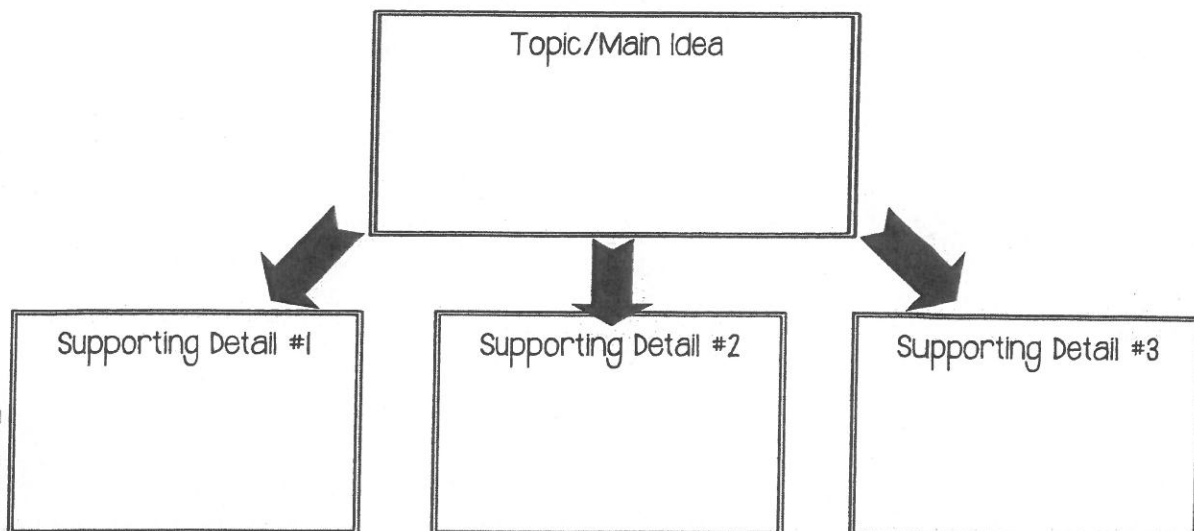 Topic/Main Idea
Supporting Detail #1
Supporting Detail #2
Supporting Detail #3